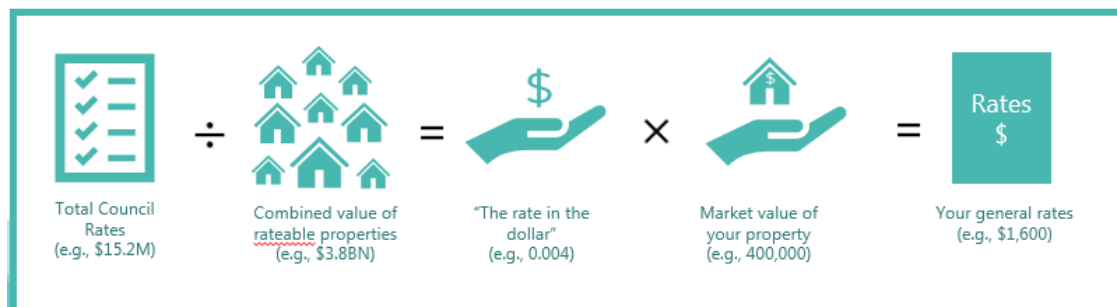 ÷
=
$
×
$
=
Rates
$
Total Council
Rates
(e.g., $15.2M)
Combined value of
rateable properties
(e.g., $3.8BN)
“The rate in the
dollar”
(e.g., 0.004)
Market value of
your property
(e.g., 400,000)
Your general rates
(e.g., $1,600)